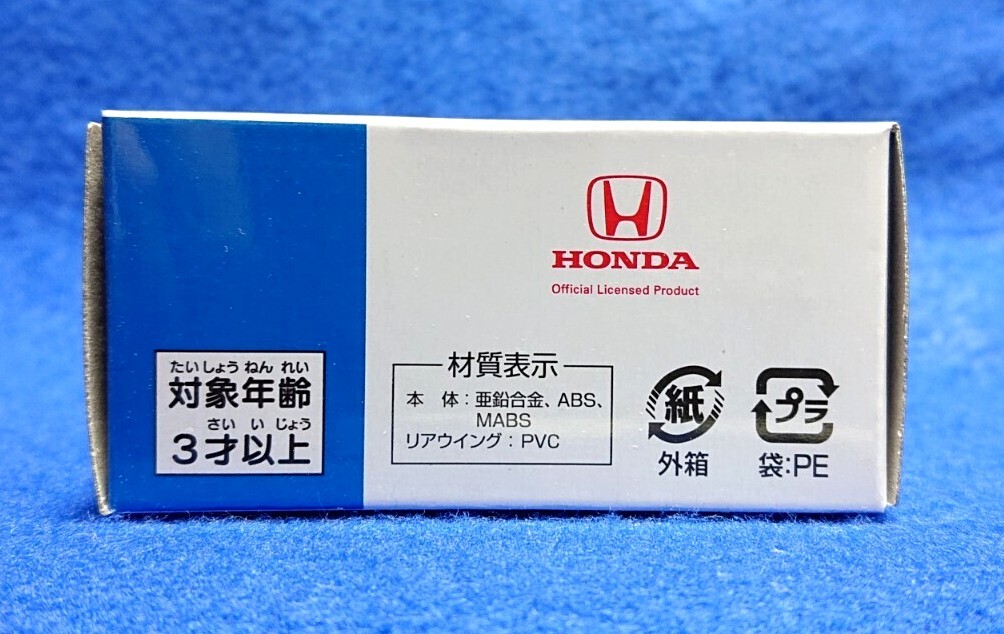 HONDA
Official Licensed Product
たいしょうねんれい
対象年齢
さいいじょう
3才以上
材質表示
本 体：亜鉛合金、ABS、
MABS
リアウイング：PVC
紙
外箱
プラ
袋：PE